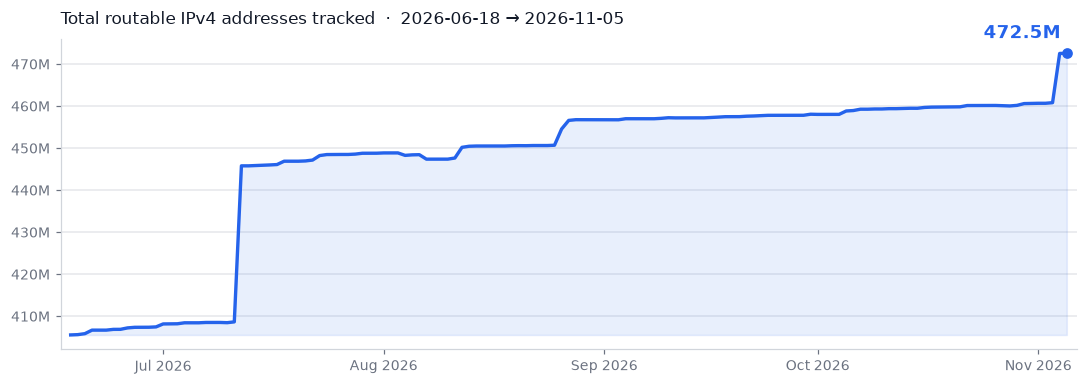 Total routable IPv4 addresses tracked · 2026-06-18 → 2026-11-05
472.5M
470M
460M
450M
440M
430M
420M
410M
Jul 2026 Aug 2026 Sep 2026 Oct 2026 Nov 2026